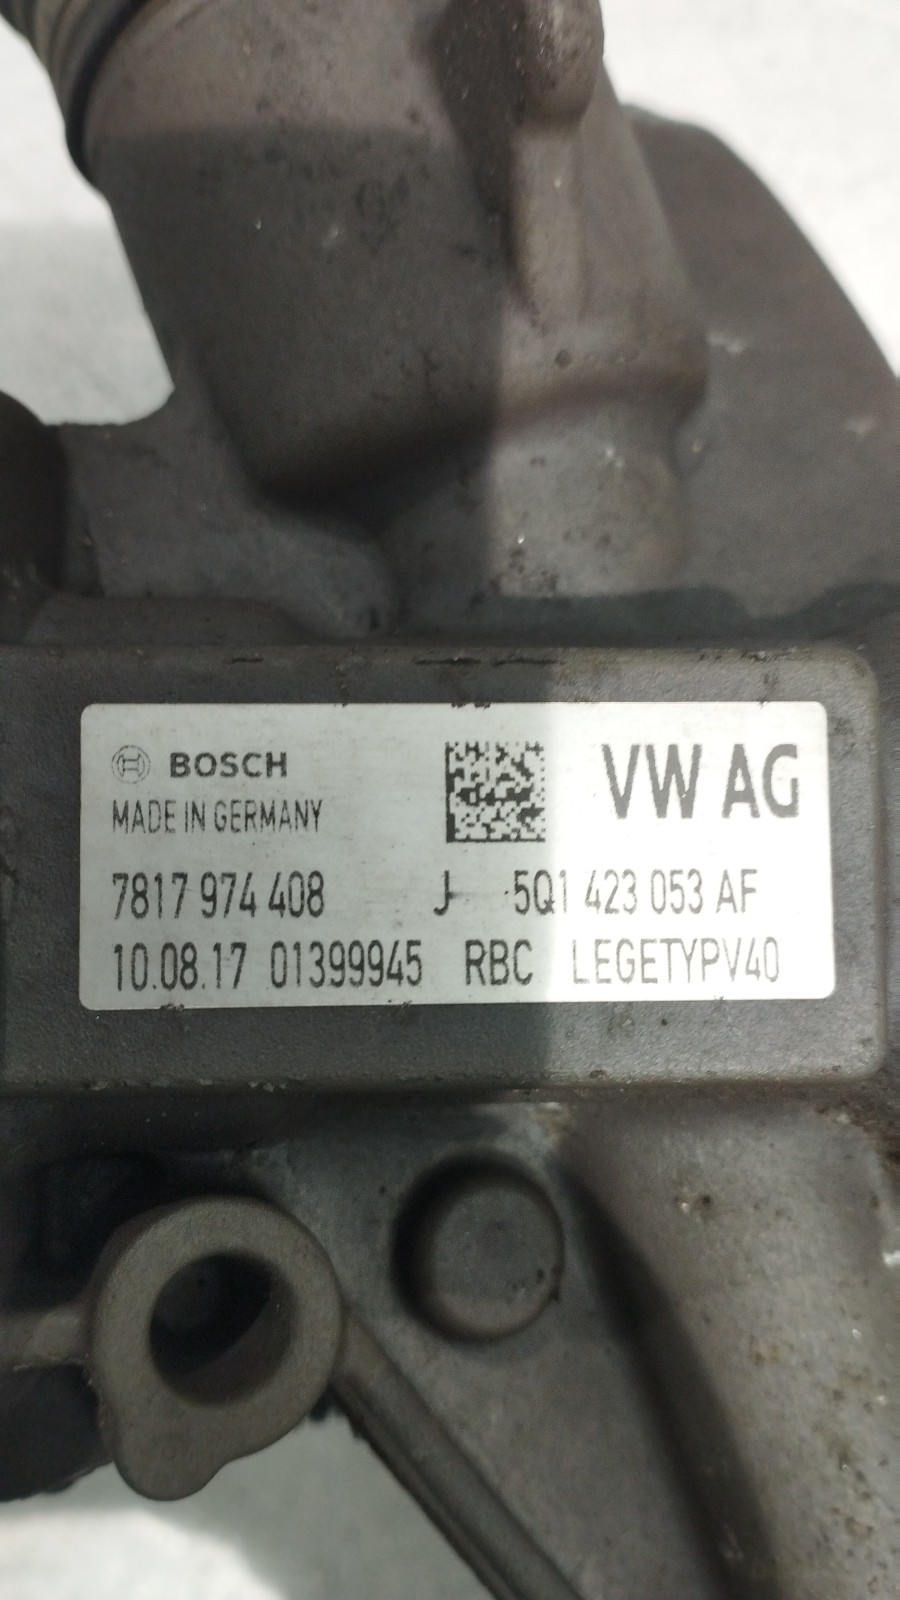 BOSCH VW AG
MADE IN GERMANY
7817 974 408 J 5Q1 423 053 AF
10.08.17 01399945 RBC LEGETYPV40